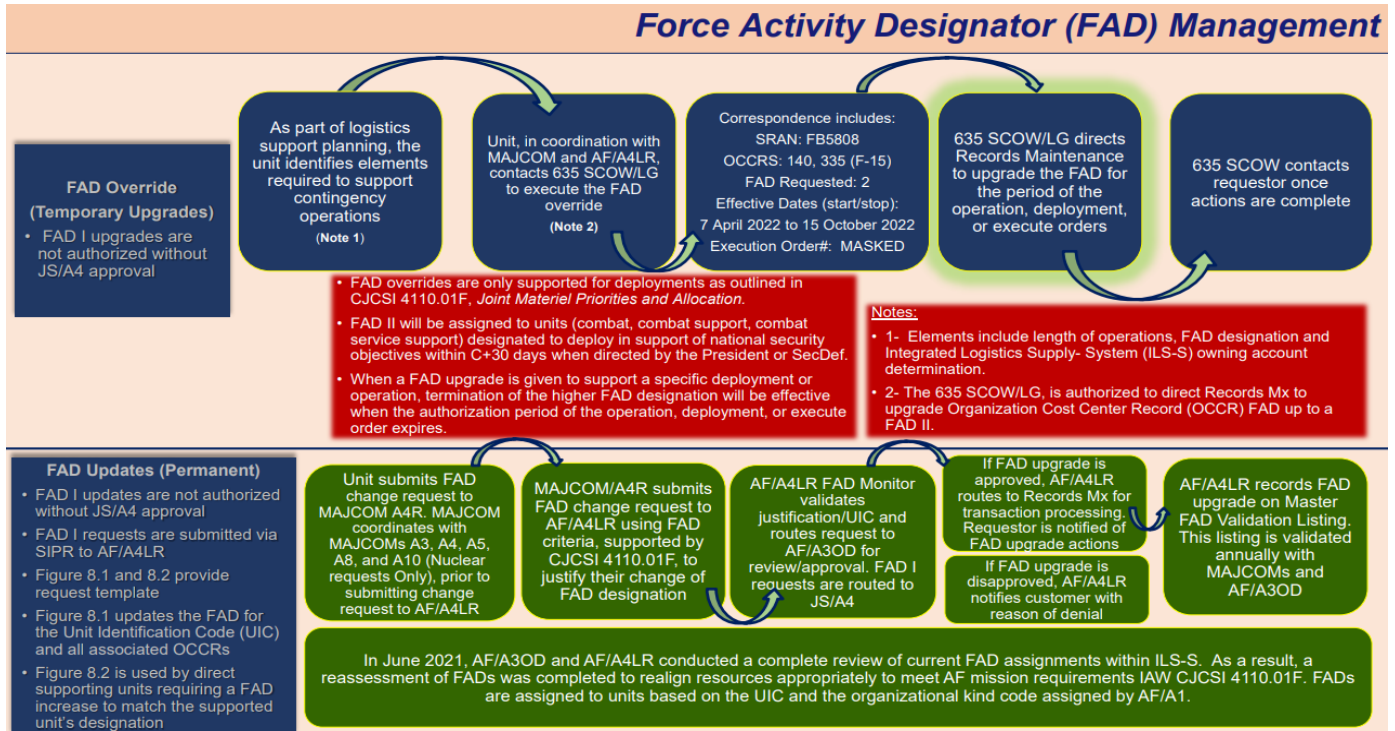 Force Activity Designator (FAD) Management
FAD Override
(Temporary Upgrades)
• FAD I upgrades are
not authorized without
JS/A4 approval
As part of logistics
support planning, the
unit identifies elements
required to support
contingency
operations
(Note 1)
Unit, in coordination with
MAJCOM and AF/A4LR,
contacts 635 SCOW/LG
to execute the FAD
override
(Note 2)
Correspondence includes:
SRAN: FB5808
OCCRS: 140, 335 (F-15)
FAD Requested: 2
Effective Dates (start/stop):
7 April 2022 to 15 October 2022
Execution Order#: MASKED
635 SCOW/LG directs
Records Maintenance
to upgrade the FAD for
the period of the
operation, deployment,
or execute orders
635 SCOW contacts
requestor once
actions are complete
• FAD overrides are only supported for deployments as outlined in
CJCSI 4110.01F, Joint Materiel Priorities and Allocation.
• FAD II will be assigned to units (combat, combat support, combat
service support) designated to deploy in support of national security
objectives within C+30 days when directed by the President or SecDef.
• When a FAD upgrade is given to support a specific deployment or
operation, termination of the higher FAD designation will be effective
when the authorization period of the operation, deployment, or execute
order expires.
Notes:
• 1- Elements include length of operations, FAD designation and
Integrated Logistics Supply- System (ILS-S) owning account
determination.
• 2- The 635 SCOW/LG, is authorized to direct Records Mx to
upgrade Organization Cost Center Record (OCCR) FAD up to a
FAD II.
FAD Updates (Permanent)
• FAD I updates are not authorized
without JS/A4 approval
• FAD I requests are submitted via
SIPR to AF/A4LR
• Figure 8.1 and 8.2 provide
request template
• Figure 8.1 updates the FAD for
the Unit Identification Code (UIC)
and all associated OCCRs
• Figure 8.2 is used by direct
supporting units requiring a FAD
increase to match the supported
unit's designation
Unit submits FAD
change request to
MAJCOM A4R. MAJCOM
coordinates with
MAJCOMs A3, A4, A5,
A8, and A10 (Nuclear
requests Only), prior to
submitting change
request to AF/A4LR
MAJCOM/A4R submits
FAD change request to
AF/A4LR using FAD
criteria, supported by
CJCSI 4110.01F, to
justify their change of
FAD designation
AF/A4LR FAD Monitor
validates
justification/UIC and
routes request to
AF/A3OD for
review/approval. FAD I
requests are routed to
JS/A4
If FAD upgrade is
approved, AF/A4LR
routes to Records Mx for
transaction processing.
Requestor is notified of
FAD upgrade actions
If FAD upgrade is
disapproved, AF/A4LR
notifies customer with
reason of denial
AF/A4LR records FAD
upgrade on Master
FAD Validation Listing.
This listing is validated
annually with
MAJCOMs and
AF/A3OD
In June 2021, AF/A3OD and AF/A4LR conducted a complete review of current FAD assignments within ILS-S. As a result, a
reassessment of FADs was completed to realign resources appropriately to meet AF mission requirements IAW CJCSI 4110.01F. FADs
are assigned to units based on the UIC and the organizational kind code assigned by AF/A1.